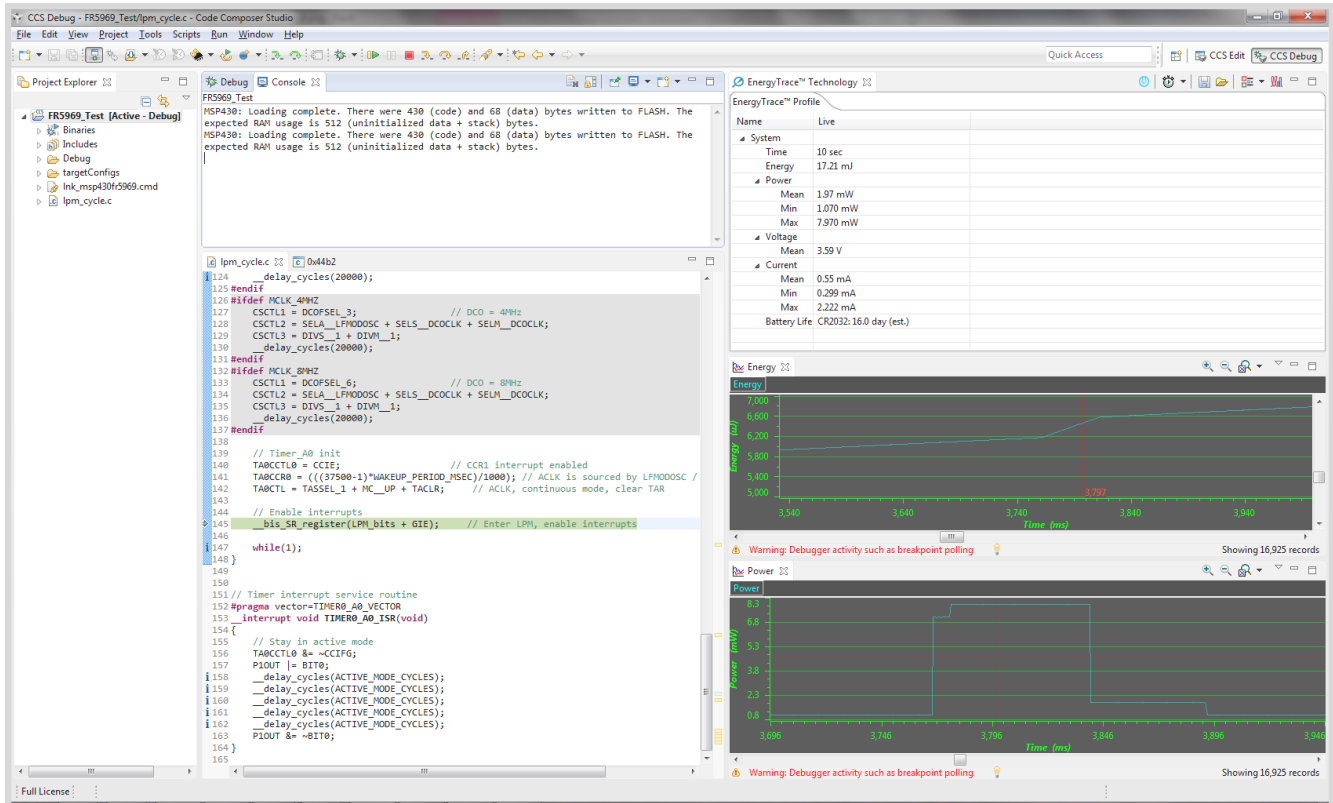 CCS Debug - FR5969_Test/lpm_cycle.c - Code Composer Studio
File Edit View Project Tools Scripts Run Window Help
Quick Access
CCS Edit
CCS Debug
Project Explorer
FR5969_Test [Active - Debug]
Binaries
Includes
Debug
targetConfigs
lnk_msp430fr5969.cmd
lpm_cycle.c
Debug
Console
FR5969_Test
MSP430: Loading complete. There were 430 (code) and 68 (data) bytes written to FLASH. The
expected RAM usage is 512 (uninitialized data + stack) bytes.
MSP430: Loading complete. There were 430 (code) and 68 (data) bytes written to FLASH. The
expected RAM usage is 512 (uninitialized data + stack) bytes.
lpm_cycle.c
0x44b2
124 __delay_cycles(20000);
125 #endif
126 #ifdef MCLK_4MHZ
127 CSCTL1 = DCOFSEL_3; // DCO = 4MHz
128 CSCTL2 = SELA__LFMODOSC + SELS__DCOCLK + SELM__DCOCLK;
129 CSCTL3 = DIVS__1 + DIVM__1;
130 __delay_cycles(20000);
131 #endif
132 #ifdef MCLK_8MHZ
133 CSCTL1 = DCOFSEL_6; // DCO = 8MHz
134 CSCTL2 = SELA__LFMODOSC + SELS__DCOCLK + SELM__DCOCLK;
135 CSCTL3 = DIVS__1 + DIVM__1;
136 __delay_cycles(20000);
137 #endif
138
139 // Timer_A0 init
140 TA0CCTL0 = CCIE; // CCR1 interrupt enabled
141 TA0CCR0 = (((37500-1)*WAKEUP_PERIOD_MSEC)/1000); // ACLK is sourced by LFMODOSC /
142 TA0CTL = TASSEL_1 + MC__UP + TACLR; // ACLK, continuous mode, clear TAR
143
144 // Enable interrupts
145 __bis_SR_register(LPM_bits + GIE); // Enter LPM, enable interrupts
146
147 while(1);
148 }
149
150
151 // Timer interrupt service routine
152 #pragma vector=TIMER0_A0_VECTOR
153 __interrupt void TIMER0_A0_ISR(void)
154 {
155 // Stay in active mode
156 TA0CCTL0 &= ~CCIFG;
157 P1OUT |= BIT0;
158 __delay_cycles(ACTIVE_MODE_CYCLES);
159 __delay_cycles(ACTIVE_MODE_CYCLES);
160 __delay_cycles(ACTIVE_MODE_CYCLES);
161 __delay_cycles(ACTIVE_MODE_CYCLES);
162 __delay_cycles(ACTIVE_MODE_CYCLES);
163 P1OUT &= ~BIT0;
164 }
165
EnergyTrace™ Technology
EnergyTrace™ Profile
Name Live
System
Time 10 sec
Energy 17.21 mJ
Power
Mean 1.97 mW
Min 1.070 mW
Max 7.970 mW
Voltage
Mean 3.59 V
Current
Mean 0.55 mA
Min 0.299 mA
Max 2.222 mA
Battery Life CR2032: 16.0 day (est.)
Energy
Energy
Energy (uJ)
7,000
6,600
6,200
5,800
5,400
5,000
3,797
3,540 3,640 3,740 3,840 3,940
Time (ms)
Warning: Debugger activity such as breakpoint polling
Showing 16,925 records
Power
Power
Power (mW)
8.3
6.8
5.3
3.8
2.3
0.8
3,696 3,746 3,796 3,846 3,896 3,946
Time (ms)
Warning: Debugger activity such as breakpoint polling
Showing 16,925 records
Full License